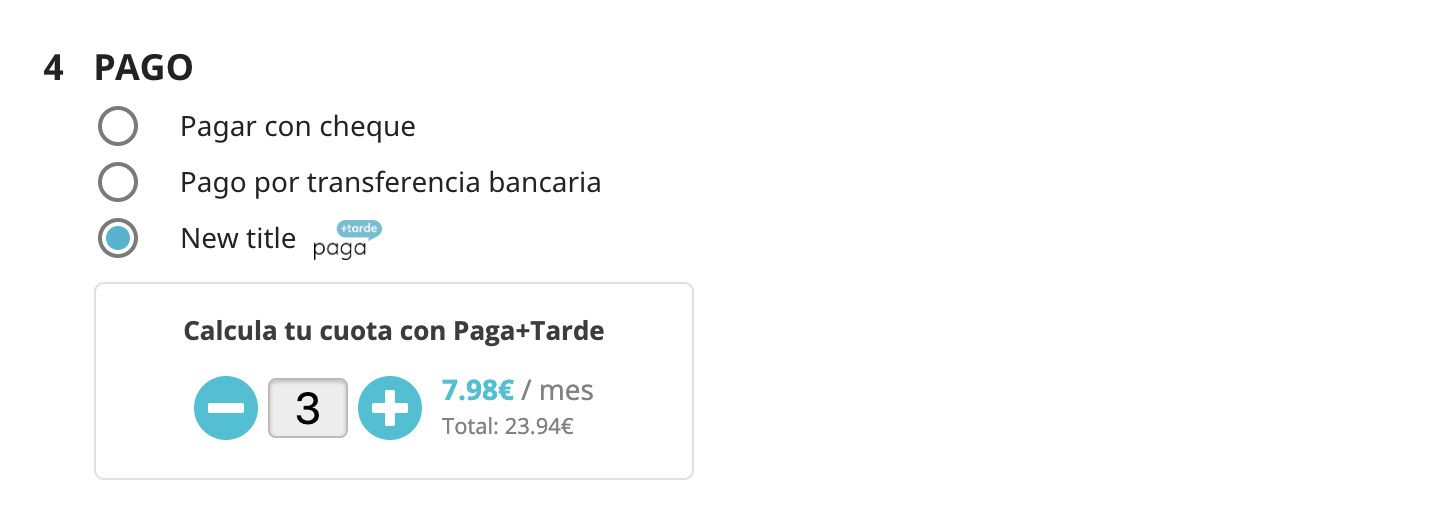 4 PAGO
Pagar con cheque
Pago por transferencia bancaria
New title paga +tarde
Calcula tu cuota con Paga+Tarde
3 7.98€ / mes
Total: 23.94€